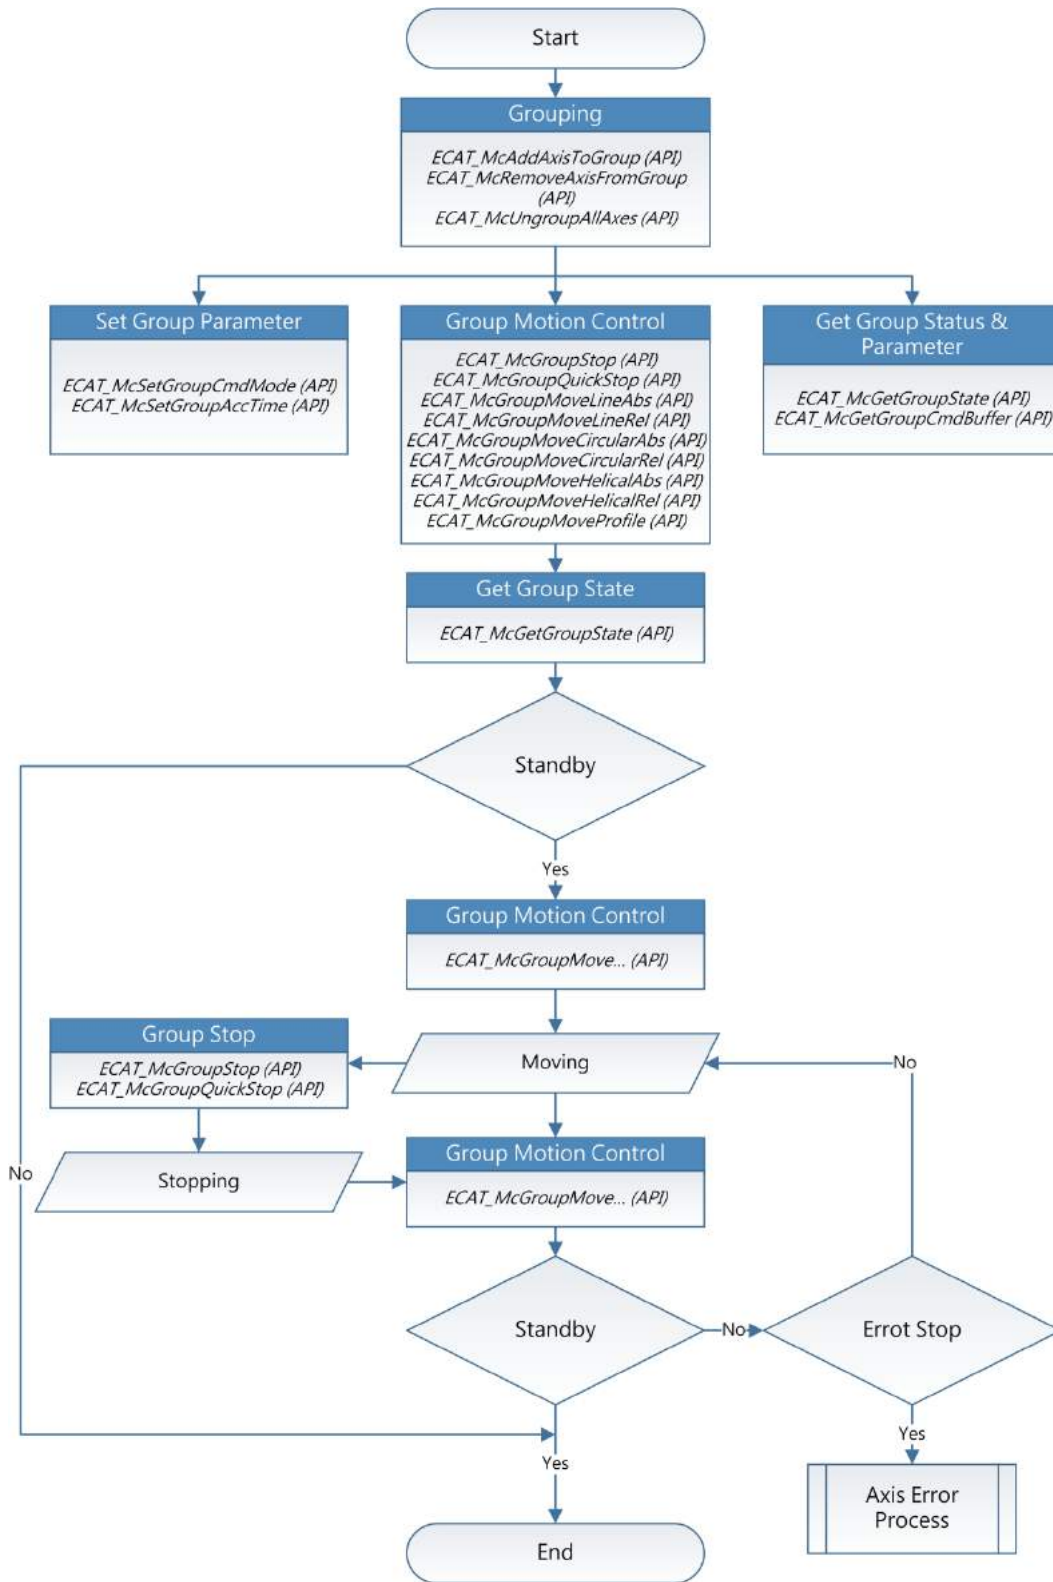 Start
Grouping
ECAT_McAddAxisToGroup (API)
ECAT_McRemoveAxisFromGroup
(API)
ECAT_McUngroupAllAxes (API)
Set Group Parameter
ECAT_McSetGroupCmdMode (API)
ECAT_McSetGroupAccTime (API)
Group Motion Control
ECAT_McGroupStop (API)
ECAT_McGroupQuickStop (API)
ECAT_McGroupMoveLineAbs (API)
ECAT_McGroupMoveLineRel (API)
ECAT_McGroupMoveCircularAbs (API)
ECAT_McGroupMoveCircularRel (API)
ECAT_McGroupMoveHelicalAbs (API)
ECAT_McGroupMoveHelicalRel (API)
ECAT_McGroupMoveProfile (API)
Get Group Status &
Parameter
ECAT_McGetGroupState (API)
ECAT_McGetGroupCmdBuffer (API)
Get Group State
ECAT_McGetGroupState (API)
Standby
Yes
Group Motion Control
ECAT_McGroupMove... (API)
Group Stop
ECAT_McGroupStop (API)
ECAT_McGroupQuickStop (API)
Moving
No
Group Motion Control
ECAT_McGroupMove... (API)
No
Stopping
Standby
No
Errot Stop
Yes
Yes
Axis Error
Process
End